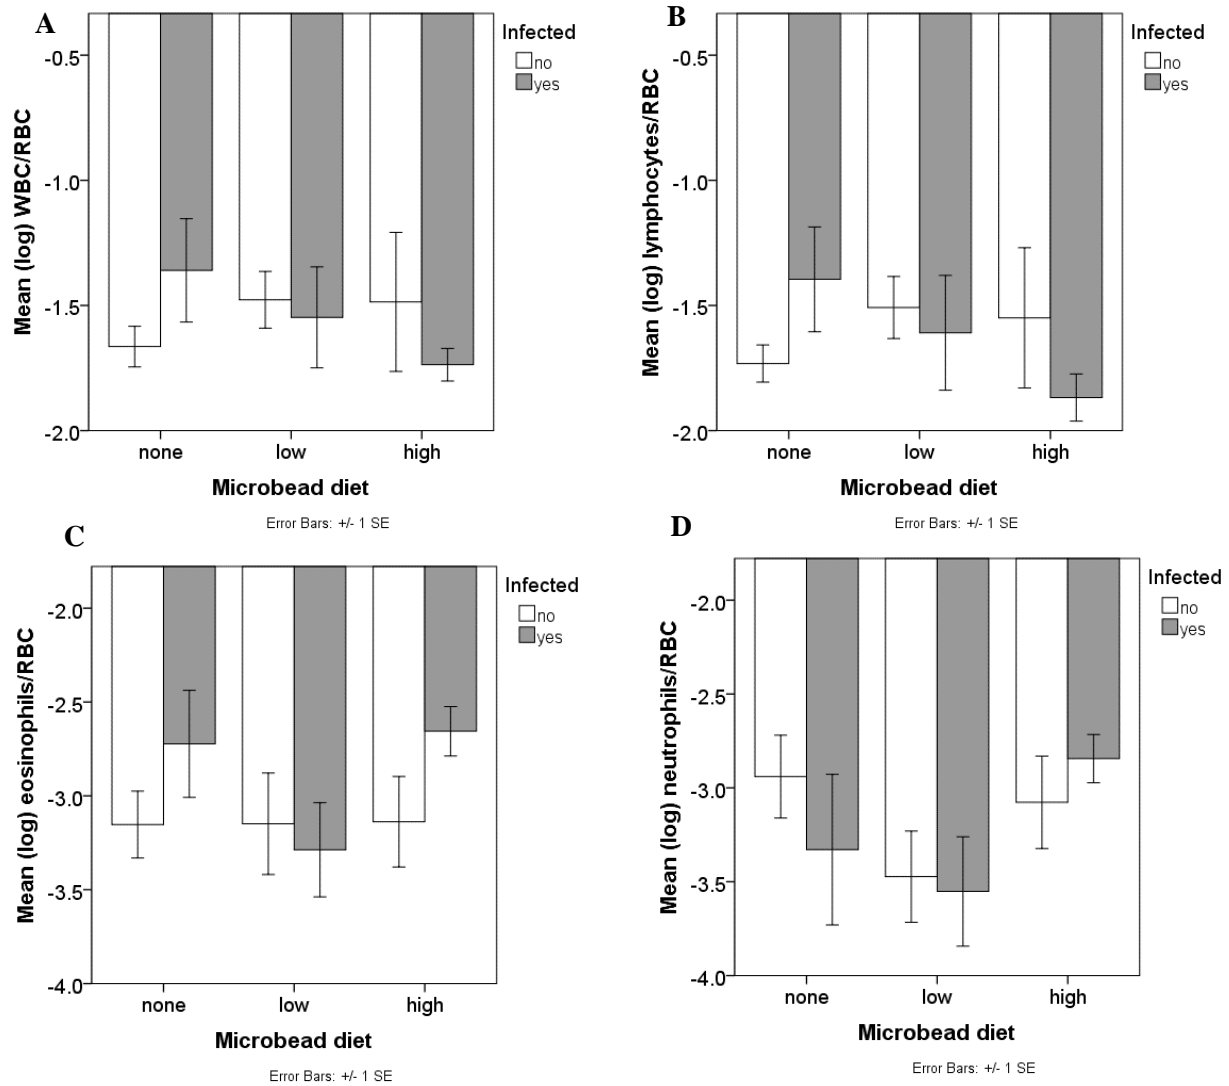 A
Infected
no
yes
Mean (log) WBC/RBC
-0.5
-1.0
-1.5
-2.0
none low high
Microbead diet
Error Bars: +/- 1 SE
B
Infected
no
yes
Mean (log) lymphocytes/RBC
-0.5
-1.0
-1.5
-2.0
none low high
Microbead diet
Error Bars: +/- 1 SE
C
Infected
no
yes
Mean (log) eosinophils/RBC
-2.0
-2.5
-3.0
-3.5
-4.0
none low high
Microbead diet
Error Bars: +/- 1 SE
D
Infected
no
yes
Mean (log) neutrophils/RBC
-2.0
-2.5
-3.0
-3.5
-4.0
none low high
Microbead diet
Error Bars: +/- 1 SE